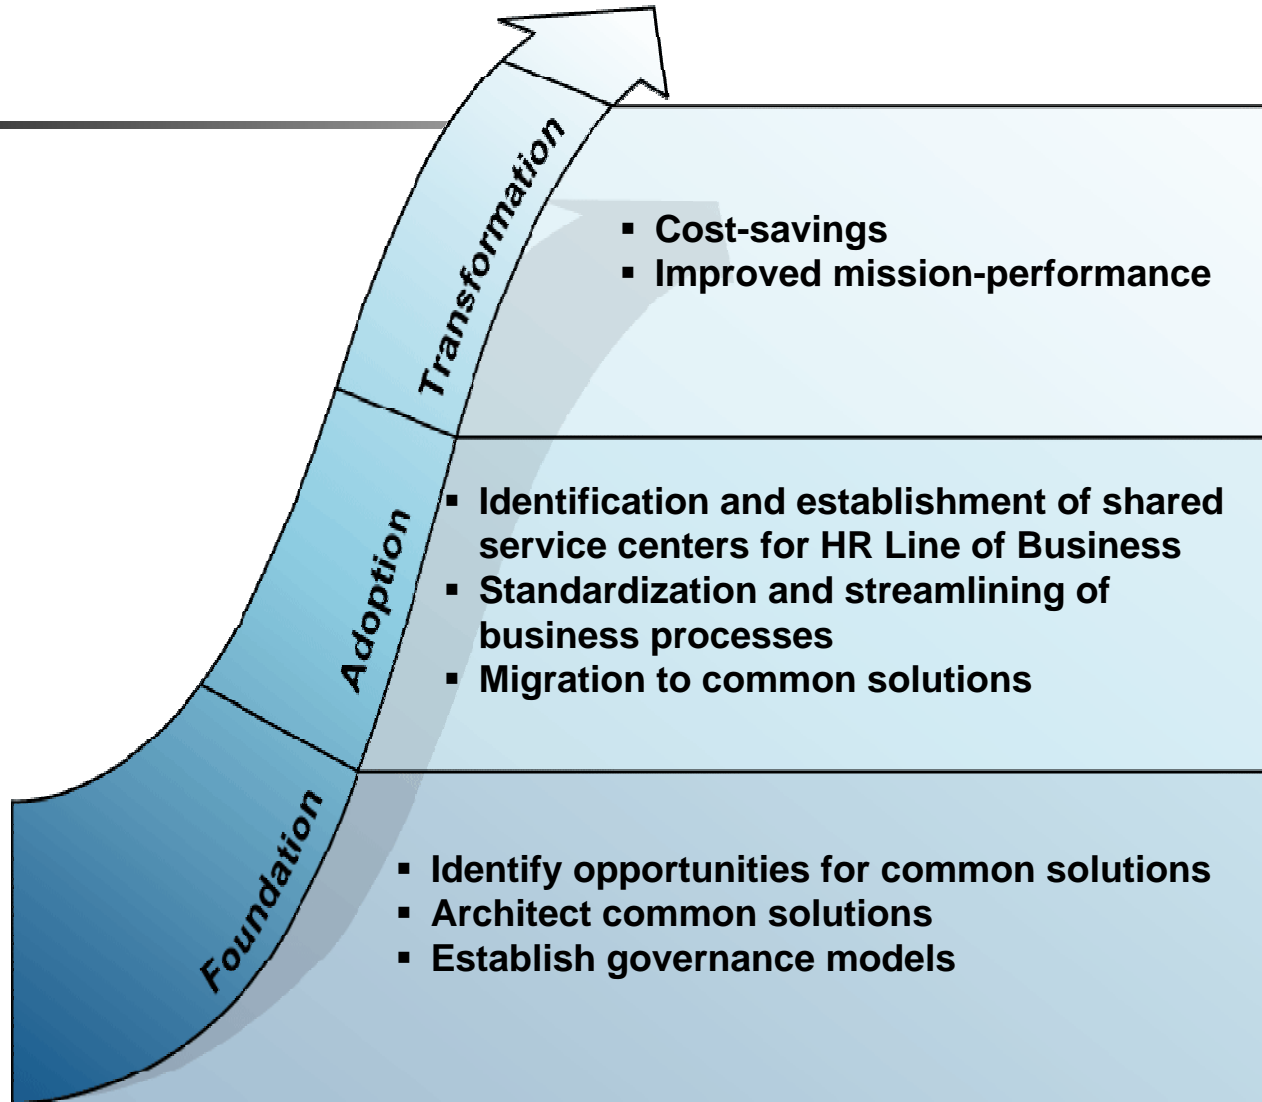 Transformation
▪ Cost-savings
▪ Improved mission-performance
Adoption
▪ Identification and establishment of shared
service centers for HR Line of Business
▪ Standardization and streamlining of
business processes
▪ Migration to common solutions
Foundation
▪ Identify opportunities for common solutions
▪ Architect common solutions
▪ Establish governance models